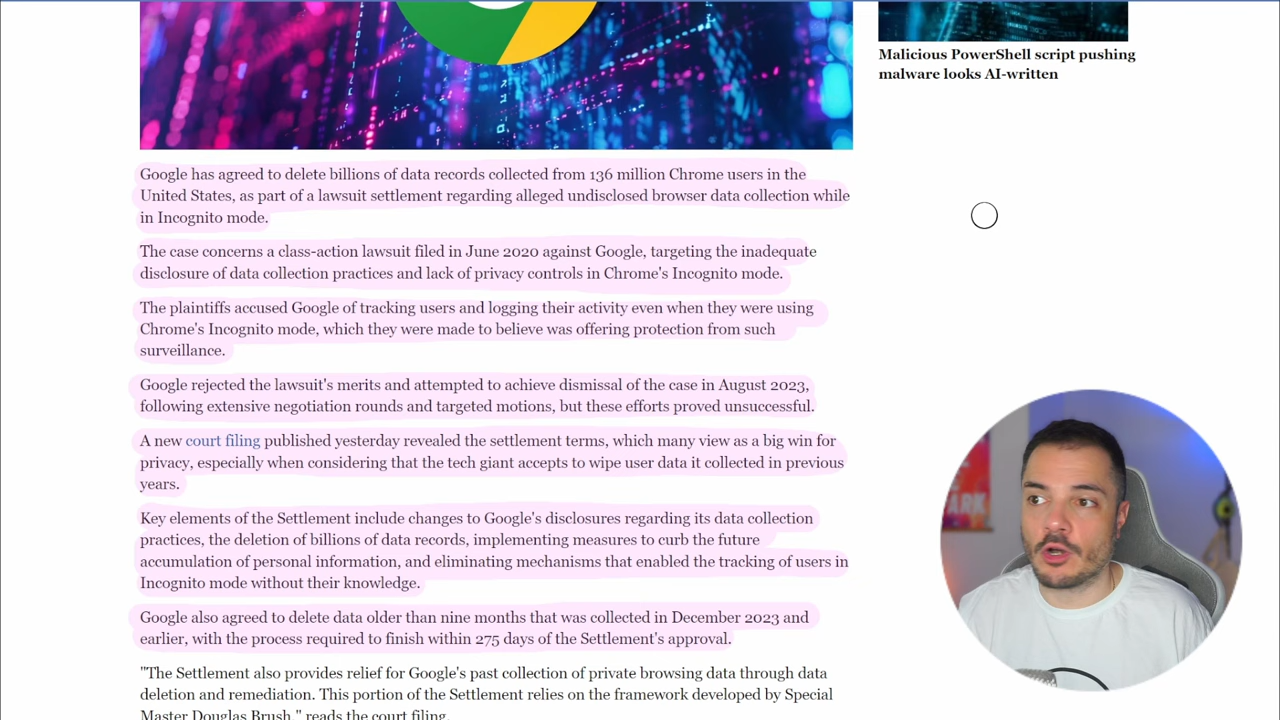 Malicious PowerShell script pushing
malware looks AI-written
Google has agreed to delete billions of data records collected from 136 million Chrome users in the
United States, as part of a lawsuit settlement regarding alleged undisclosed browser data collection while
in Incognito mode.
The case concerns a class-action lawsuit filed in June 2020 against Google, targeting the inadequate
disclosure of data collection practices and lack of privacy controls in Chrome's Incognito mode.
The plaintiffs accused Google of tracking users and logging their activity even when they were using
Chrome's Incognito mode, which they were made to believe was offering protection from such
surveillance.
Google rejected the lawsuit's merits and attempted to achieve dismissal of the case in August 2023,
following extensive negotiation rounds and targeted motions, but these efforts proved unsuccessful.
A new court filing published yesterday revealed the settlement terms, which many view as a big win for
privacy, especially when considering that the tech giant accepts to wipe user data it collected in previous
years.
Key elements of the Settlement include changes to Google's disclosures regarding its data collection
practices, the deletion of billions of data records, implementing measures to curb the future
accumulation of personal information, and eliminating mechanisms that enabled the tracking of users in
Incognito mode without their knowledge.
Google also agreed to delete data older than nine months that was collected in December 2023 and
earlier, with the process required to finish within 275 days of the Settlement's approval.
"The Settlement also provides relief for Google's past collection of private browsing data through data
deletion and remediation. This portion of the Settlement relies on the framework developed by Special
Master Douglas Brush," reads the court filing.